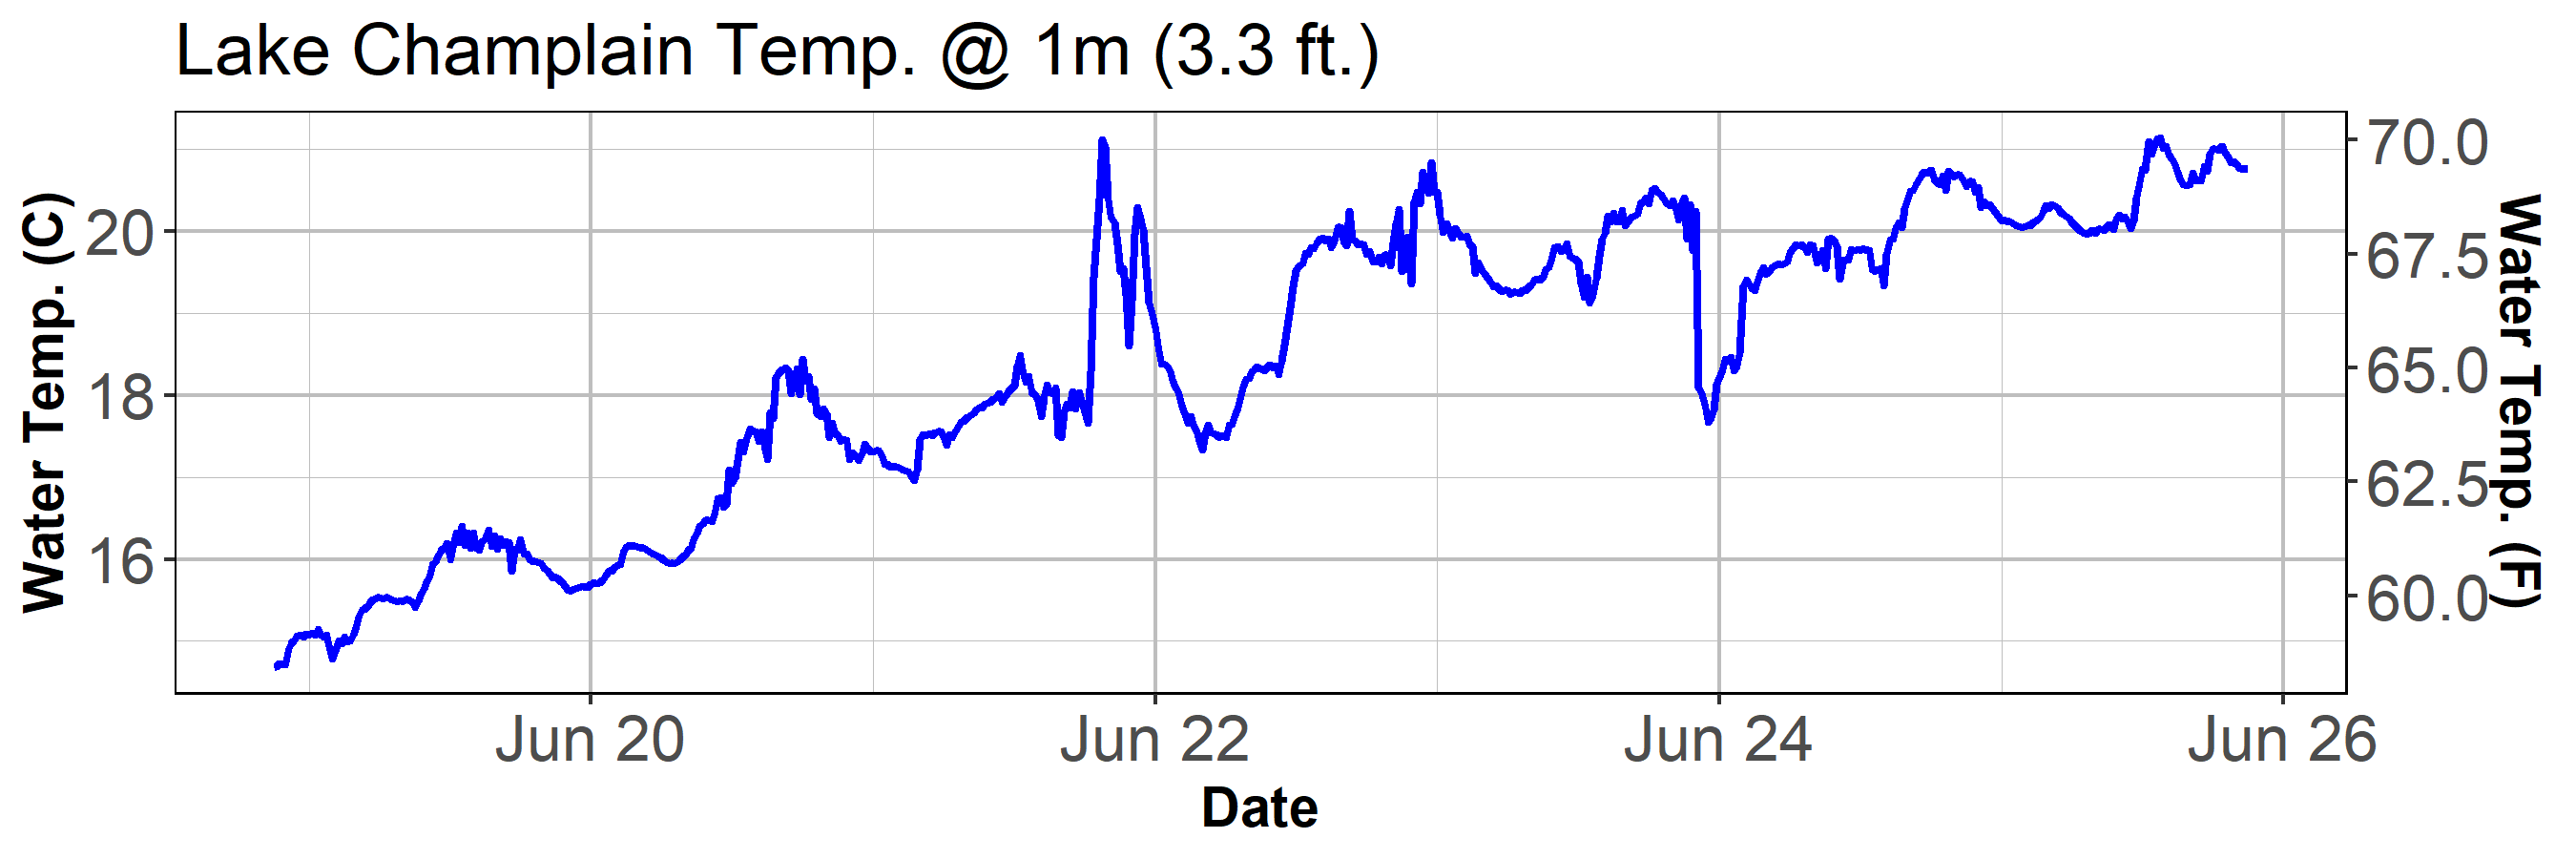 Lake Champlain Temp. @ 1m (3.3 ft.)
Water Temp. (C)
20
18
16
70.0
67.5
65.0
62.5
60.0
Water Temp. (F)
Jun 20
Jun 22
Jun 24
Jun 26
Date